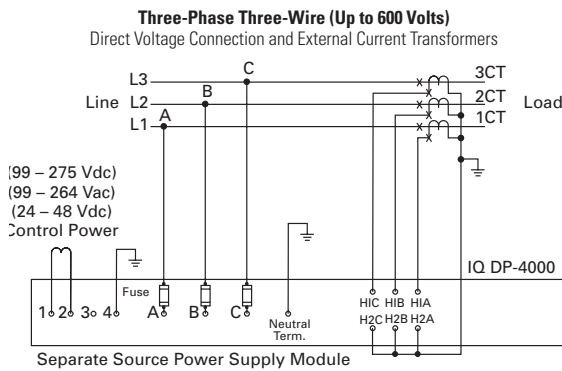 Three-Phase Three-Wire (Up to 600 Volts)
Direct Voltage Connection and External Current Transformers
C
L3
3CT
B
Line
L2
2CT
Load
A
L1
1CT
(99 – 275 Vdc)
(99 – 264 Vac)
(24 – 48 Vdc)
Control Power
IQ DP-4000
Fuse
HIC HIB HIA
1 2 3 4
A B C
H2C H2B H2A
Neutral
Term.
Separate Source Power Supply Module